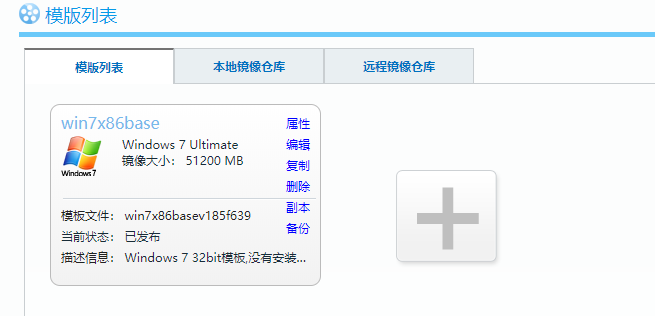 模版列表
模版列表 本地镜像仓库 远程镜像仓库
win7x86base
属性
Windows 7 Ultimate
编辑
镜像大小： 51200 MB
复制
Windows 7
删除
模板文件： win7x86basev185f639
副本
当前状态： 已发布
备份
描述信息： Windows 7 32bit模板,没有安装...